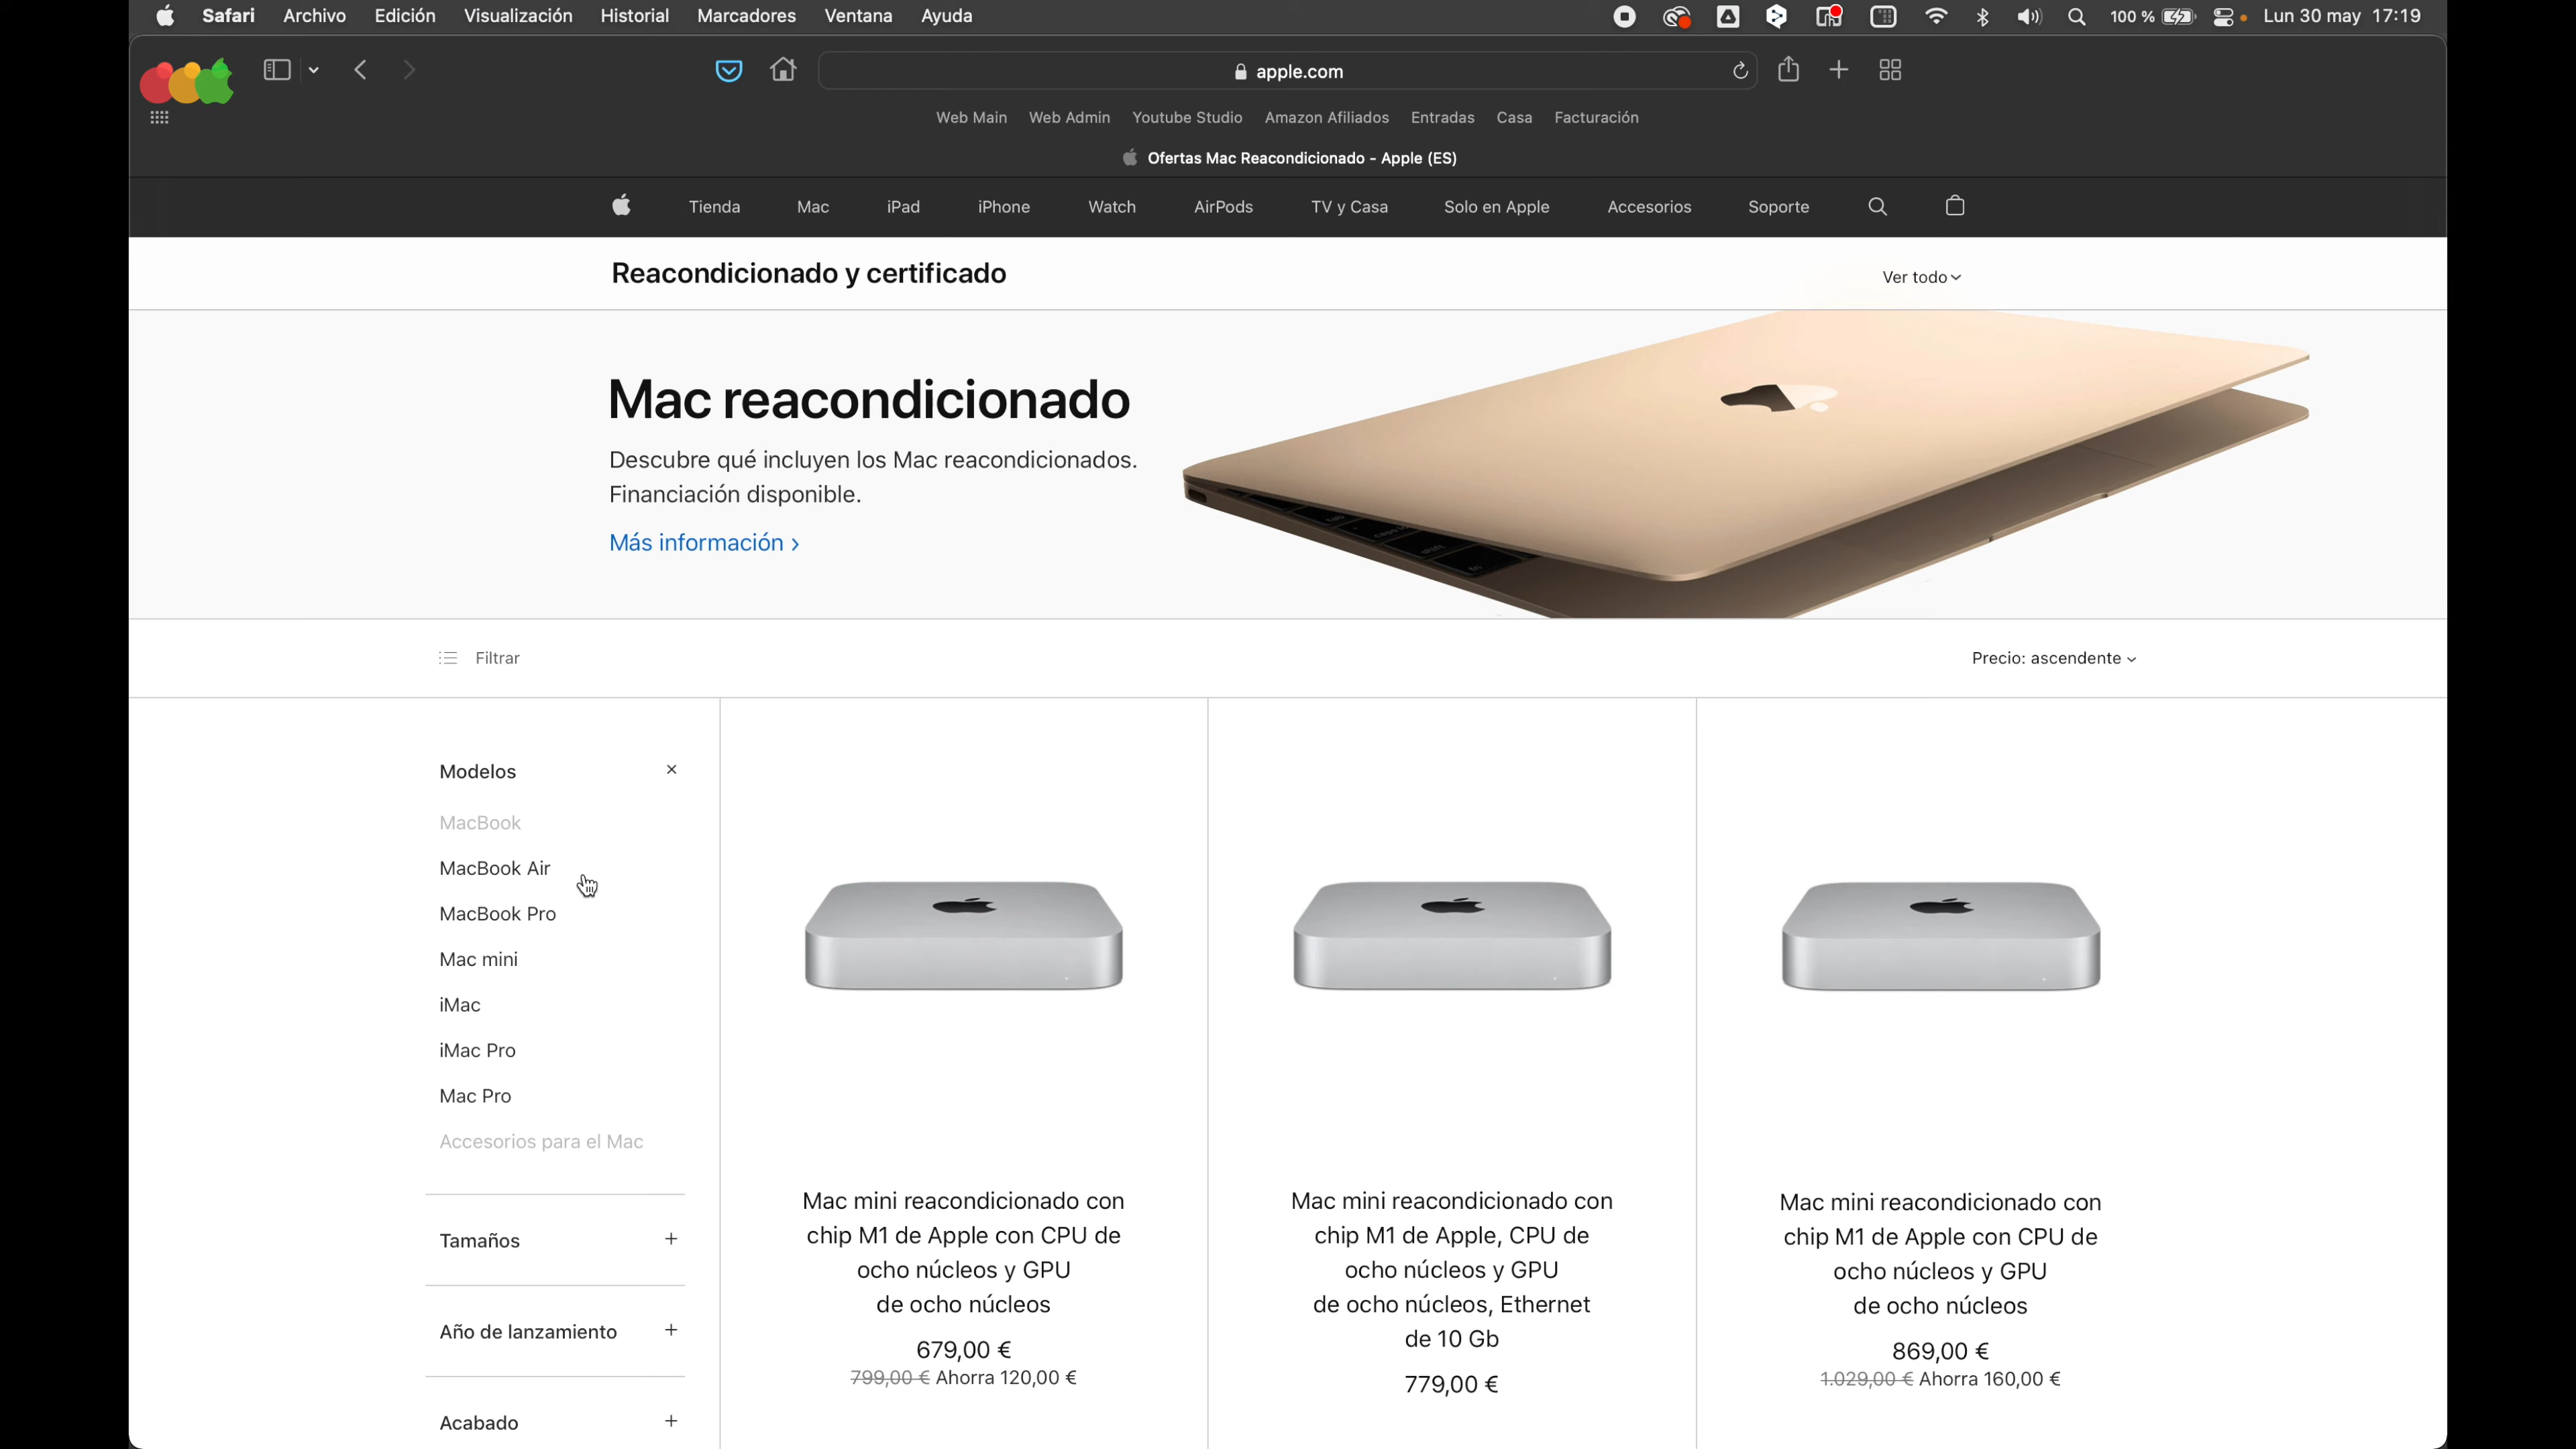 Safari Archivo Edición Visualización Historial Marcadores Ventana Ayuda 100 % Lun 30 may 17:19
apple.com
Web Main Web Admin Youtube Studio Amazon Afiliados Entradas Casa Facturación
Ofertas Mac Reacondicionado - Apple (ES)
Tienda Mac iPad iPhone Watch AirPods TV y Casa Solo en Apple Accesorios Soporte
Reacondicionado y certificado Ver todo
Mac reacondicionado
Descubre qué incluyen los Mac reacondicionados.
Financiación disponible.
Más información >
Filtrar Precio: ascendente
Modelos
MacBook
MacBook Air
MacBook Pro
Mac mini
iMac
iMac Pro
Mac Pro
Accesorios para el Mac
Tamaños +
Año de lanzamiento +
Acabado +
Mac mini reacondicionado con
chip M1 de Apple con CPU de
ocho núcleos y GPU
de ocho núcleos
679,00 €
799,00 € Ahorra 120,00 €
Mac mini reacondicionado con
chip M1 de Apple, CPU de
ocho núcleos y GPU
de ocho núcleos, Ethernet
de 10 Gb
779,00 €
Mac mini reacondicionado con
chip M1 de Apple con CPU de
ocho núcleos y GPU
de ocho núcleos
869,00 €
1.029,00 € Ahorra 160,00 €